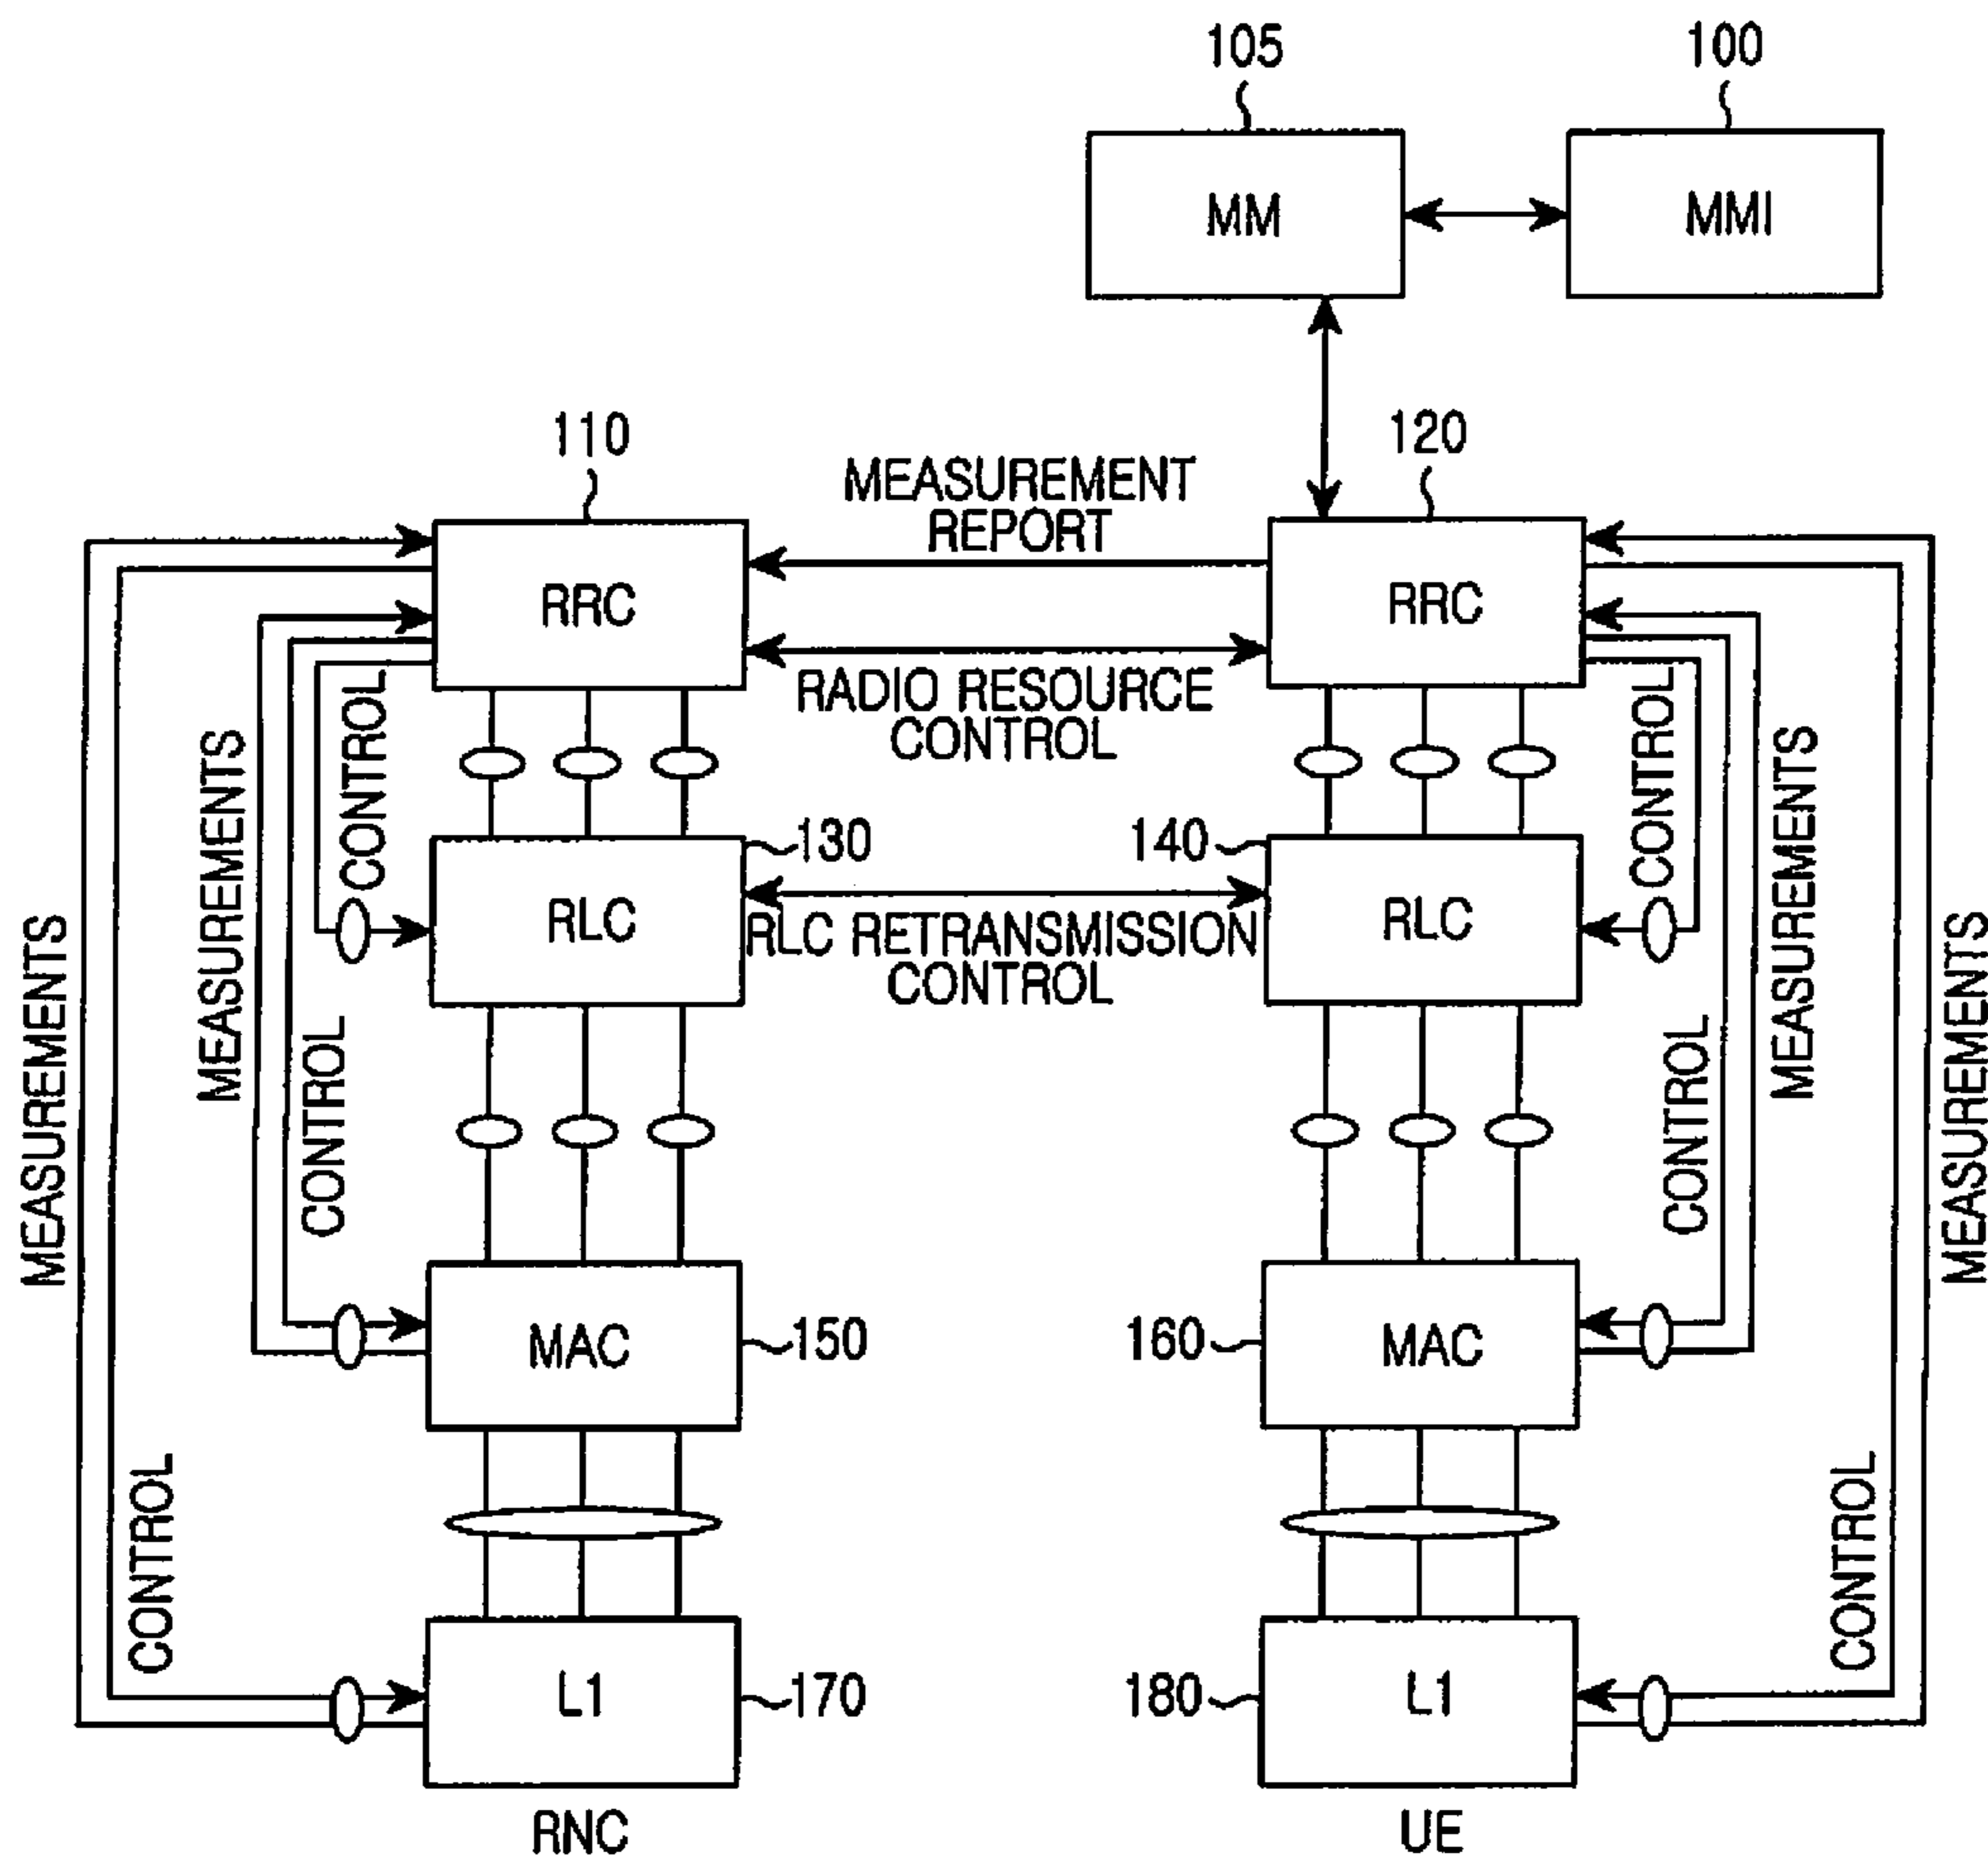 105
100
MM
MMI
110
120
MEASUREMENT
REPORT
RRC
RRC
RADIO RESOURCE
CONTROL
CONTROL
CONTROL
MEASUREMENTS
MEASUREMENTS
130
140
RLC
RLC
RLC RETRANSMISSION
CONTROL
MEASUREMENTS
MEASUREMENTS
CONTROL
CONTROL
MAC
150
160
MAC
CONTROL
CONTROL
L1
170
180
L1
RNC
UE